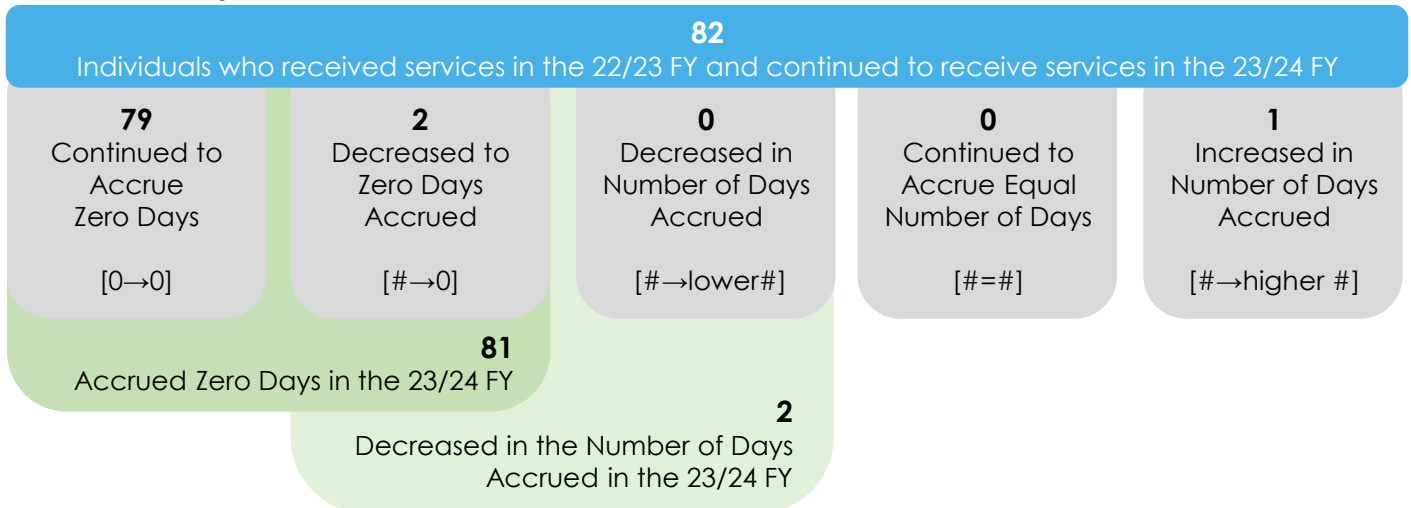 82
Individuals who received services in the 22/23 FY and continued to receive services in the 23/24 FY
79
Continued to
Accrue
Zero Days
[0→0]
2
Decreased to
Zero Days
Accrued
[#→0]
0
Decreased in
Number of Days
Accrued
[#→lower#]
0
Continued to
Accrue Equal
Number of Days
[#=#]
1
Increased in
Number of Days
Accrued
[#→higher #]
81
Accrued Zero Days in the 23/24 FY
2
Decreased in the Number of Days
Accrued in the 23/24 FY